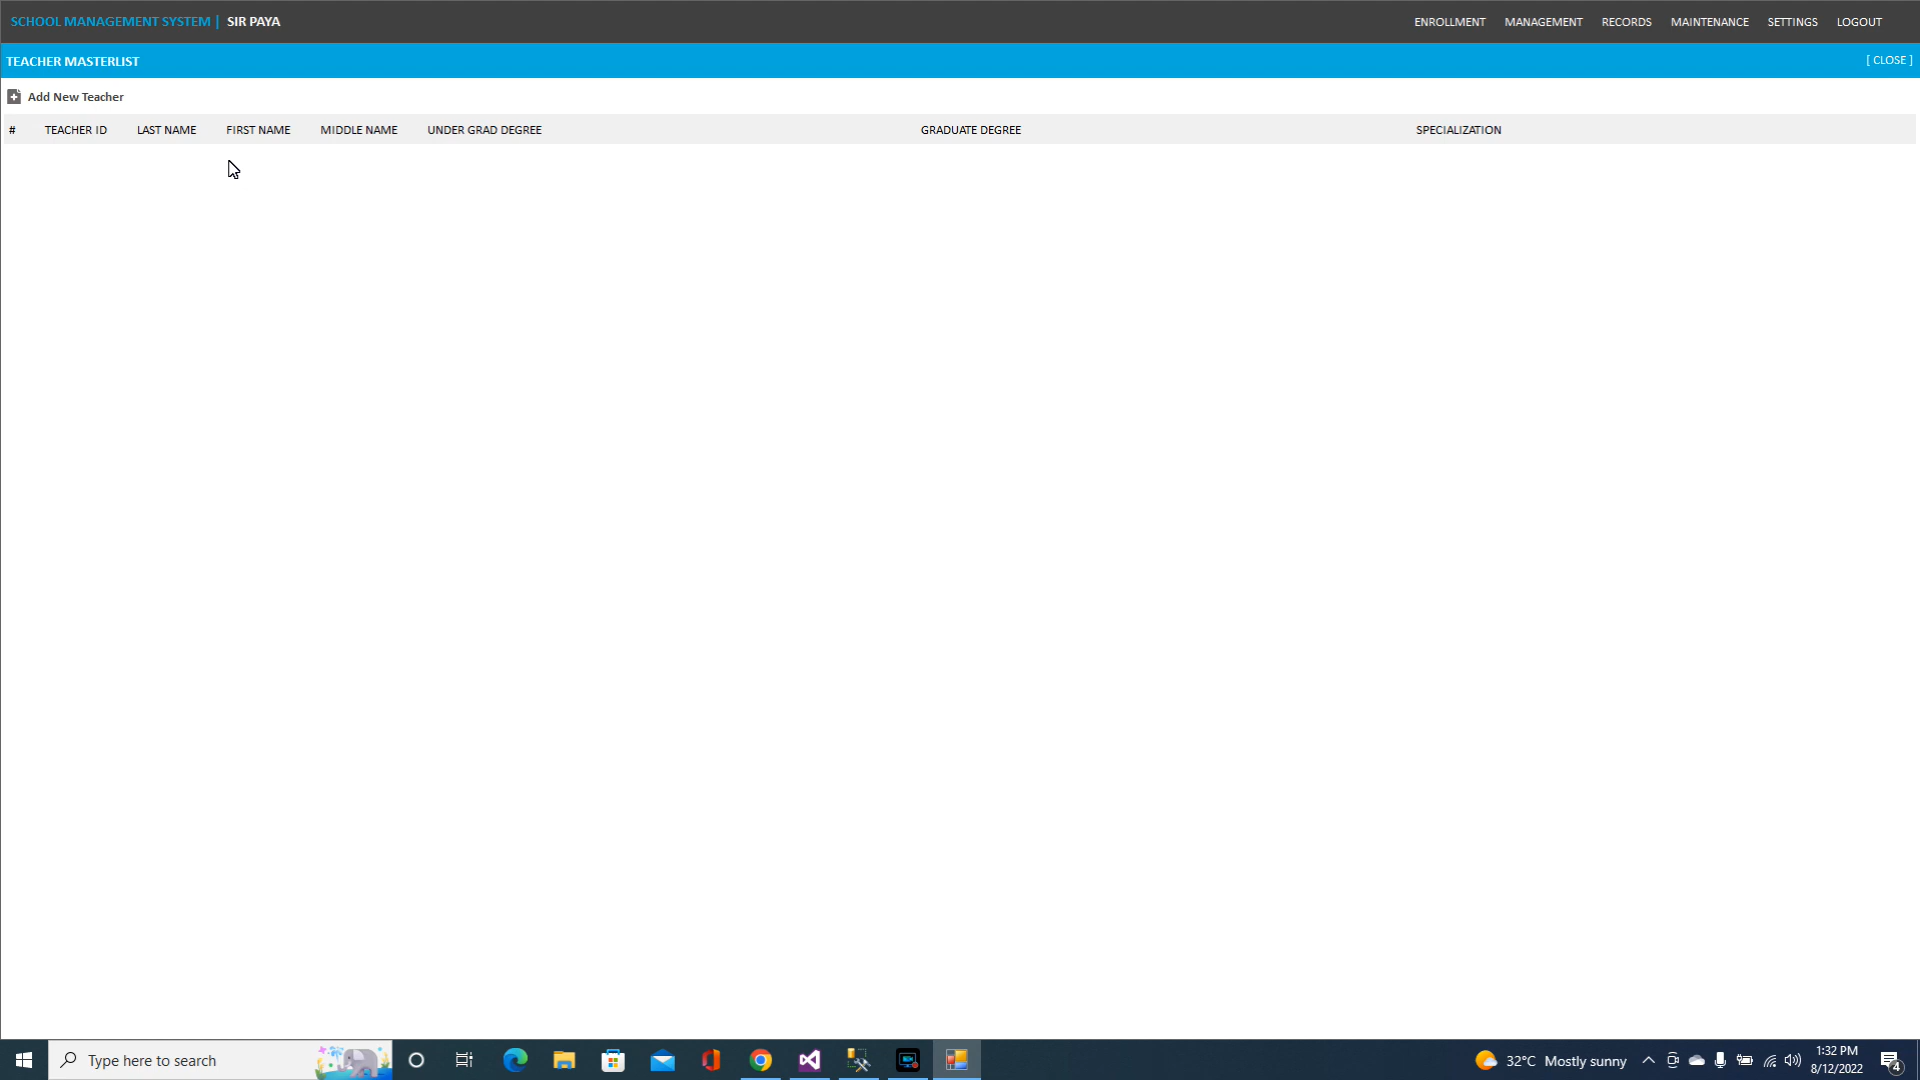 SCHOOL MANAGEMENT SYSTEM | SIR PAYA
ENROLLMENT MANAGEMENT RECORDS MAINTENANCE SETTINGS LOGOUT
TEACHER MASTERLIST
[ CLOSE ]
Add New Teacher
# TEACHER ID LAST NAME FIRST NAME MIDDLE NAME UNDER GRAD DEGREE GRADUATE DEGREE SPECIALIZATION
Type here to search
32°C Mostly sunny
1:32 PM
8/12/2022
4